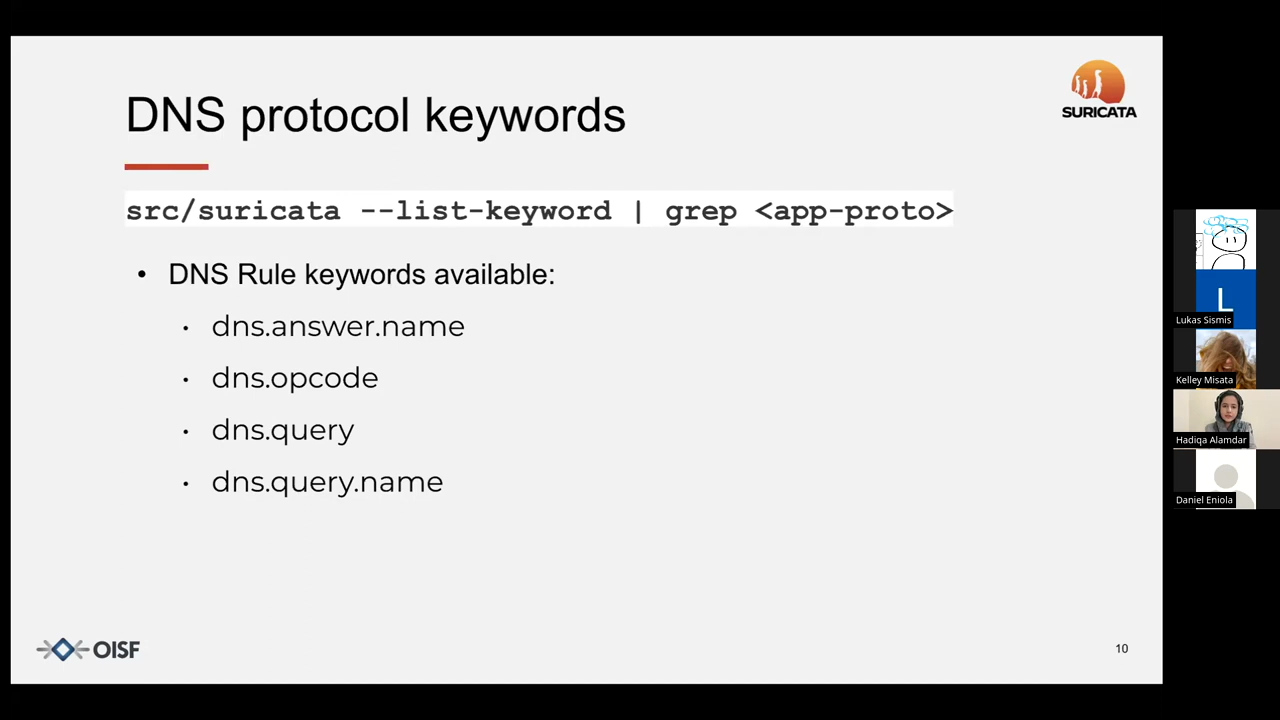 DNS protocol keywords
SURICATA
src/suricata --list-keyword | grep <app-proto>
• DNS Rule keywords available:
• dns.answer.name
• dns.opcode
• dns.query
• dns.query.name
OISF
10
L
Lukas Sismis
Kelley Misata
Hadiqa Alamdar
Daniel Eniola